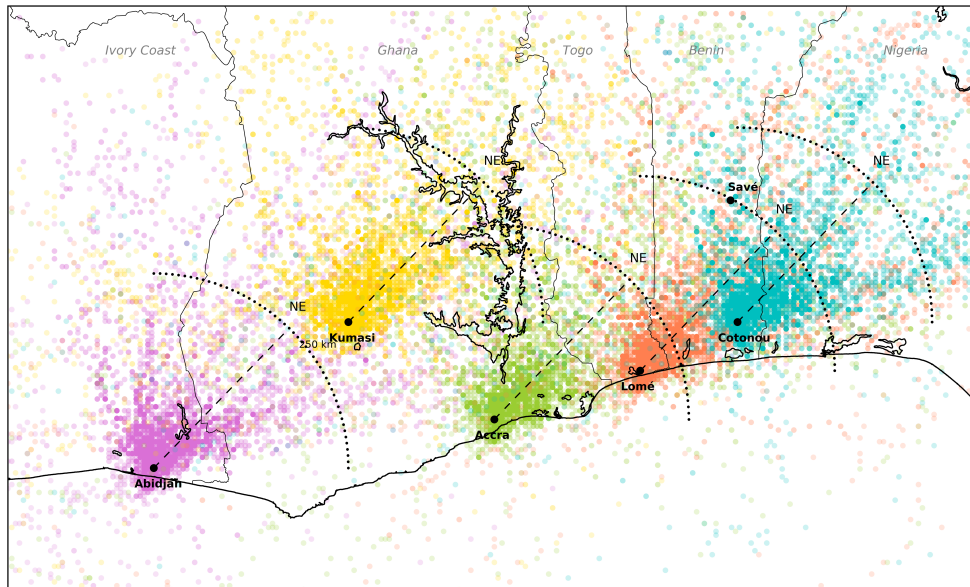 Ivory Coast
Ghana
Togo
Benin
Nigeria
NE
NE
Savé
NE
NE
NE
Kumasi
250 km
Cotonou
Lomé
Accra
Abidjan